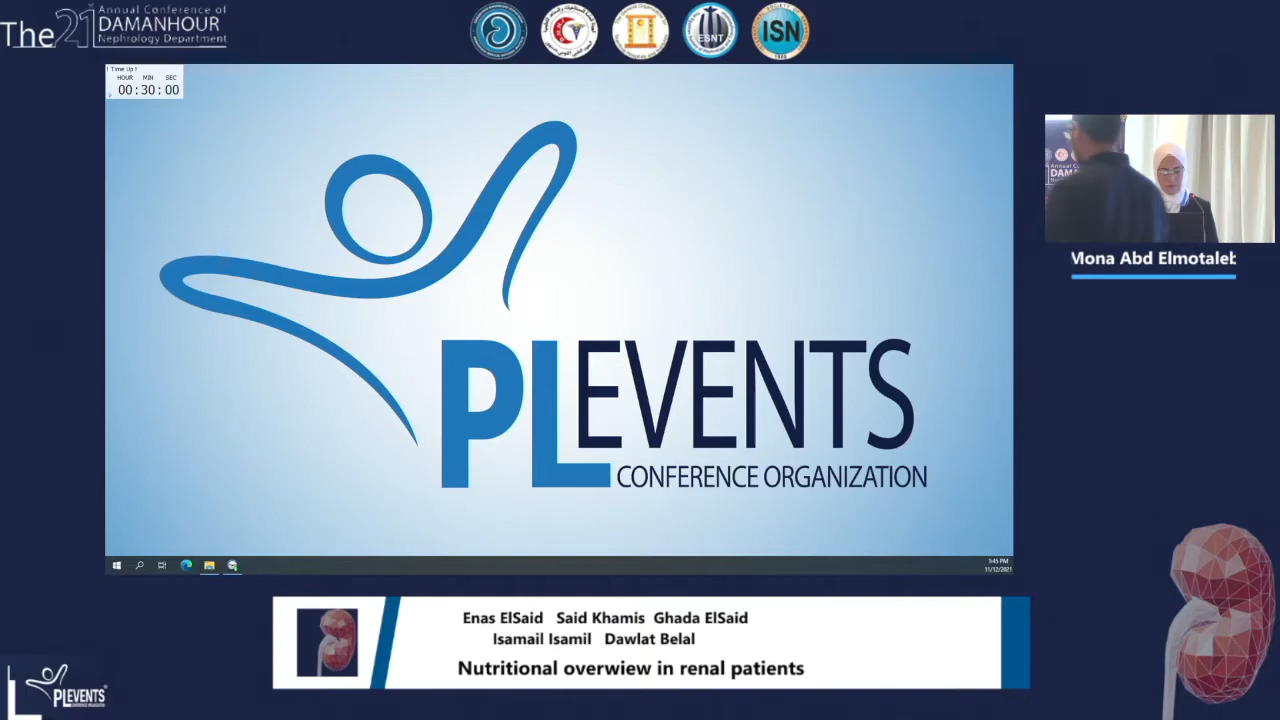 The 21
Annual Conference of
DAMANHOUR
Nephrology Department
ESNT
ISN
! Time Up !
HOUR MIN SEC
00:30:00
PLEVENTS
CONFERENCE ORGANIZATION
Mona Abd Elmotaleb
1:45 PM
11/12/2021
Enas ElSaid Said Khamis Ghada ElSaid
Isamail Isamil Dawlat Belal
Nutritional overwiew in renal patients
PLEVENTS